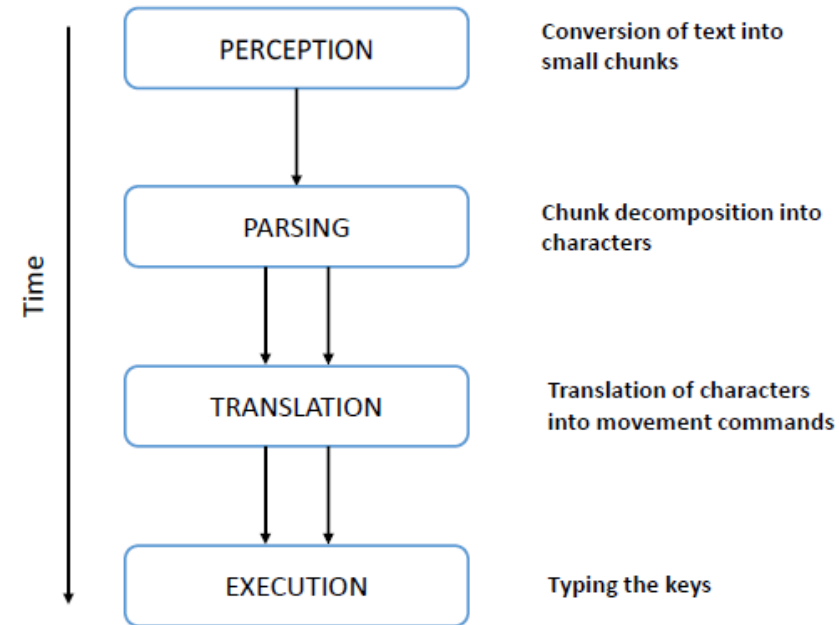 PERCEPTION
Conversion of text into
small chunks
PARSING
Chunk decomposition into
characters
Time
TRANSLATION
Translation of characters
into movement commands
EXECUTION
Typing the keys